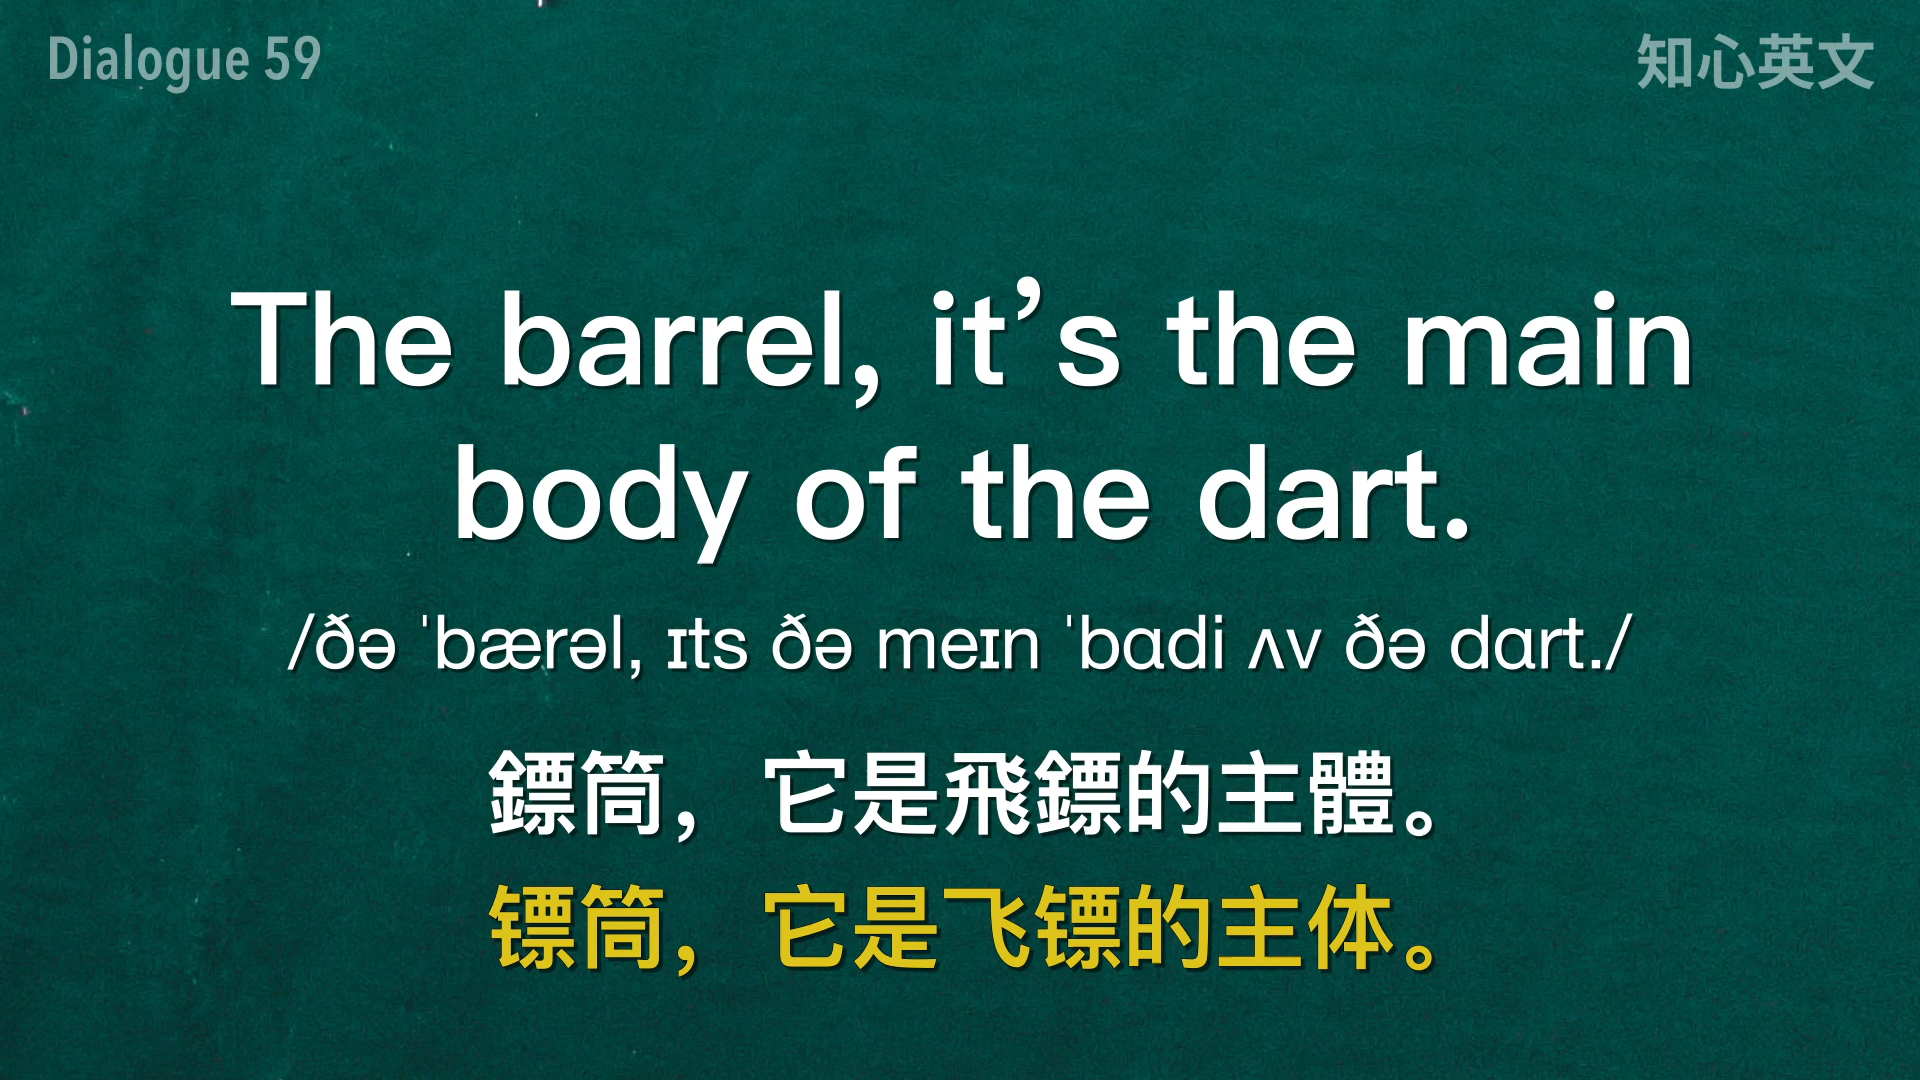 Dialogue 59
知心英文
The barrel, it’s the main
body of the dart.
/ðə ˈbærəl, ɪts ðə meɪn ˈbɑdi ʌv ðə dɑrt./
鏢筒，它是飛鏢的主體。
镖筒，它是飞镖的主体。